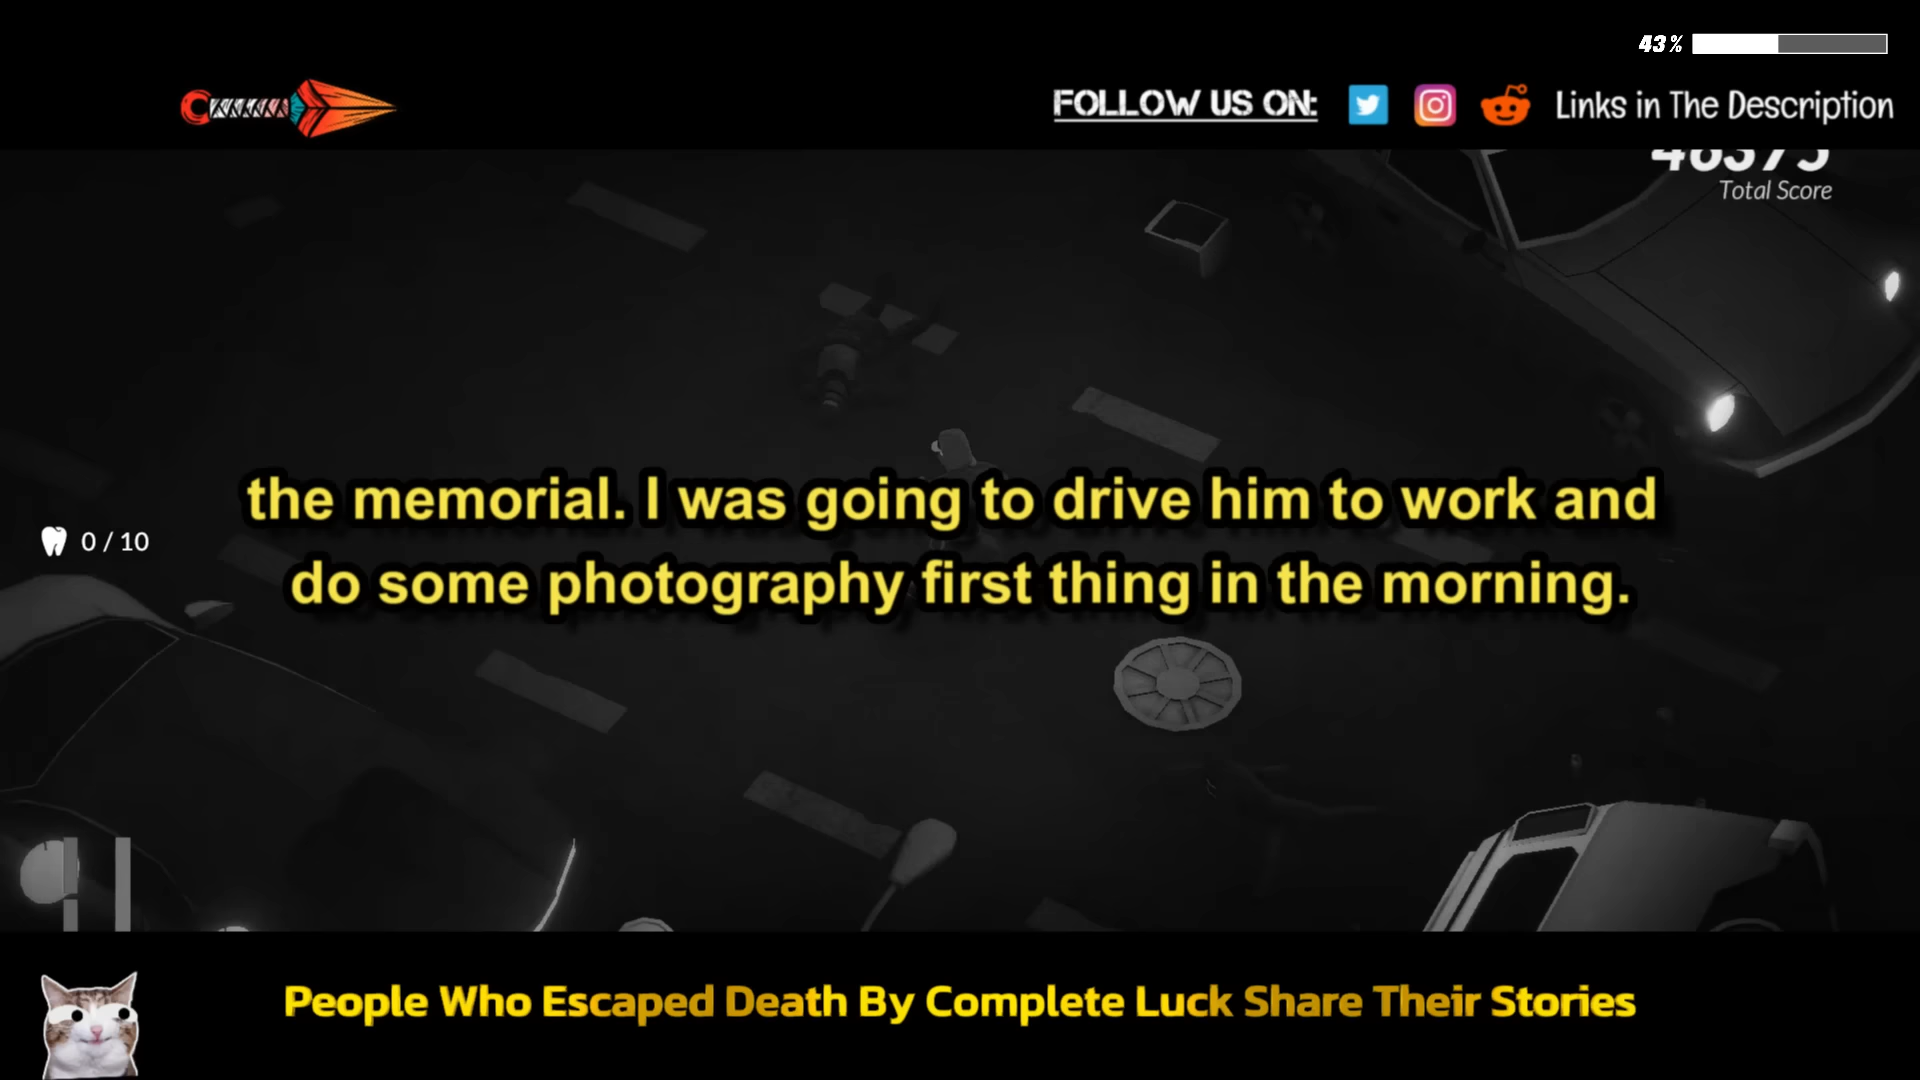 43%
FOLLOW US ON:
Links in The Description
46375
Total Score
the memorial. I was going to drive him to work and
do some photography first thing in the morning.
0 / 10
People Who Escaped Death By Complete Luck Share Their Stories